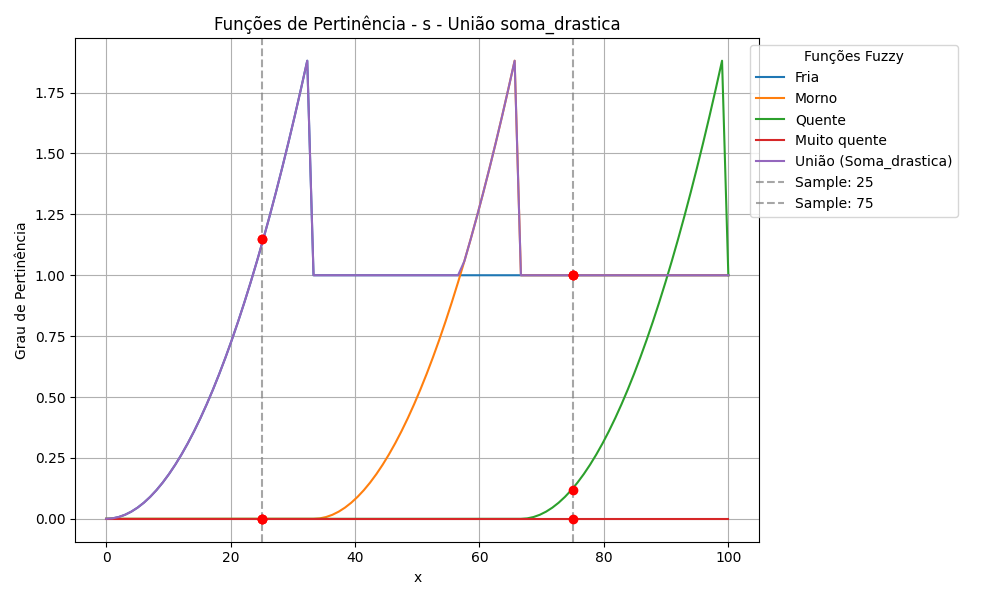 Funções de Pertinência - s - União soma_drastica
Grau de Pertinência
1.75
1.50
1.25
1.00
0.75
0.50
0.25
0.00
0
20
40
60
80
100
x
Funções Fuzzy
Fria
Morno
Quente
Muito quente
União (Soma_drastica)
Sample: 25
Sample: 75